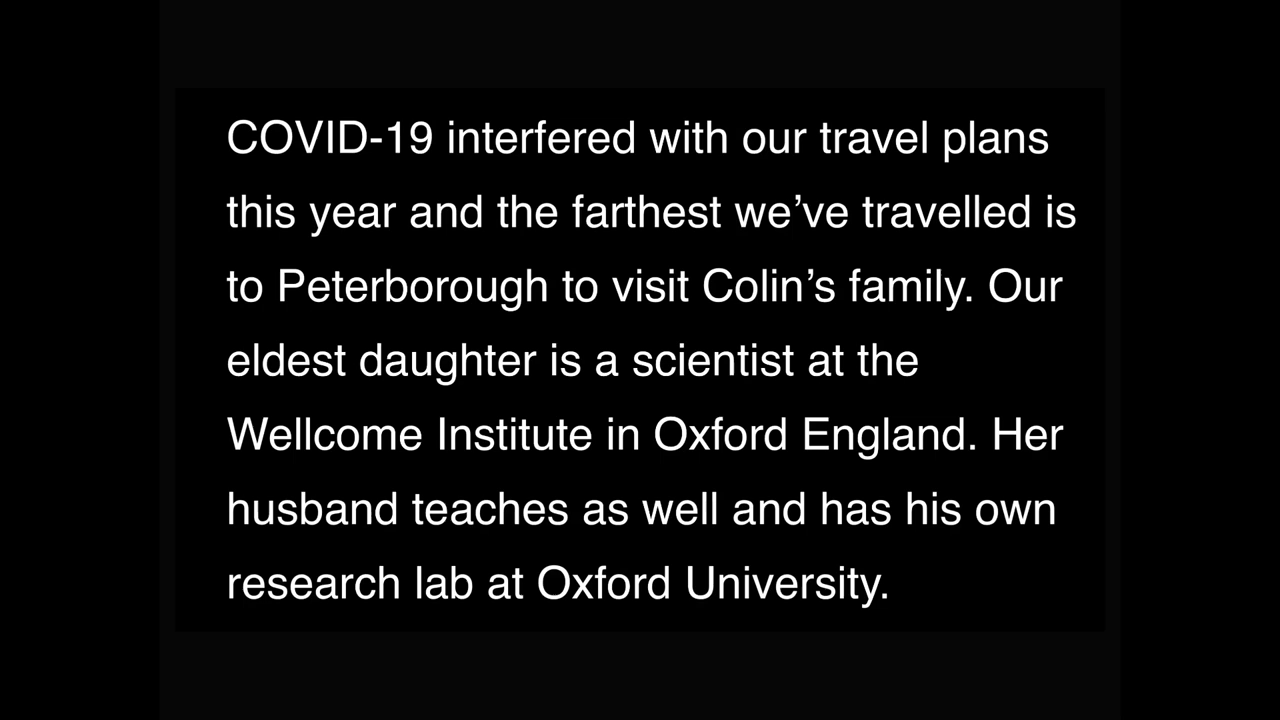 COVID-19 interfered with our travel plans
this year and the farthest we’ve travelled is
to Peterborough to visit Colin’s family. Our
eldest daughter is a scientist at the
Wellcome Institute in Oxford England. Her
husband teaches as well and has his own
research lab at Oxford University.